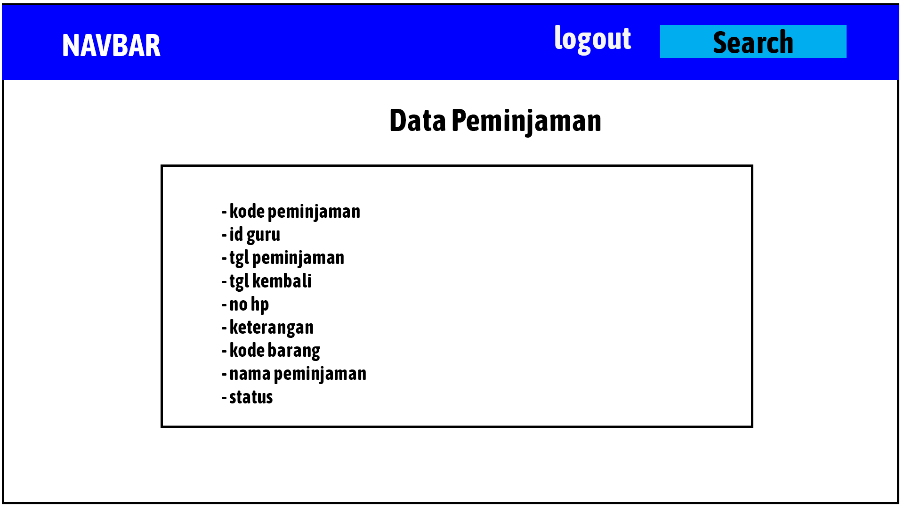 NAVBAR
logout
Search
Data Peminjaman
- kode peminjaman
- id guru
- tgl peminjaman
- tgl kembali
- no hp
- keterangan
- kode barang
- nama peminjaman
- status